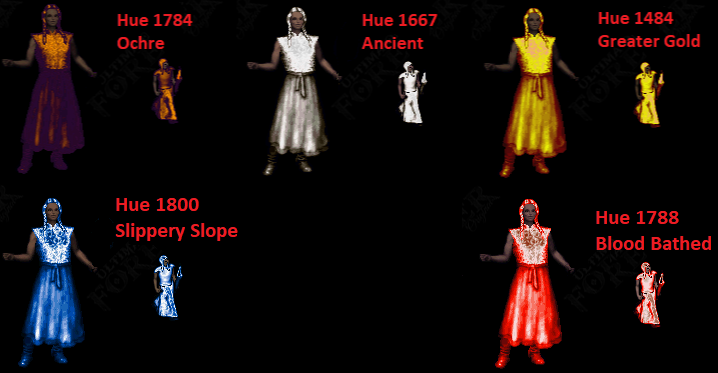 Hue 1784
Ochre
Hue 1667
Ancient
Hue 1484
Greater Gold
Hue 1800
Slippery Slope
Hue 1788
Blood Bathed